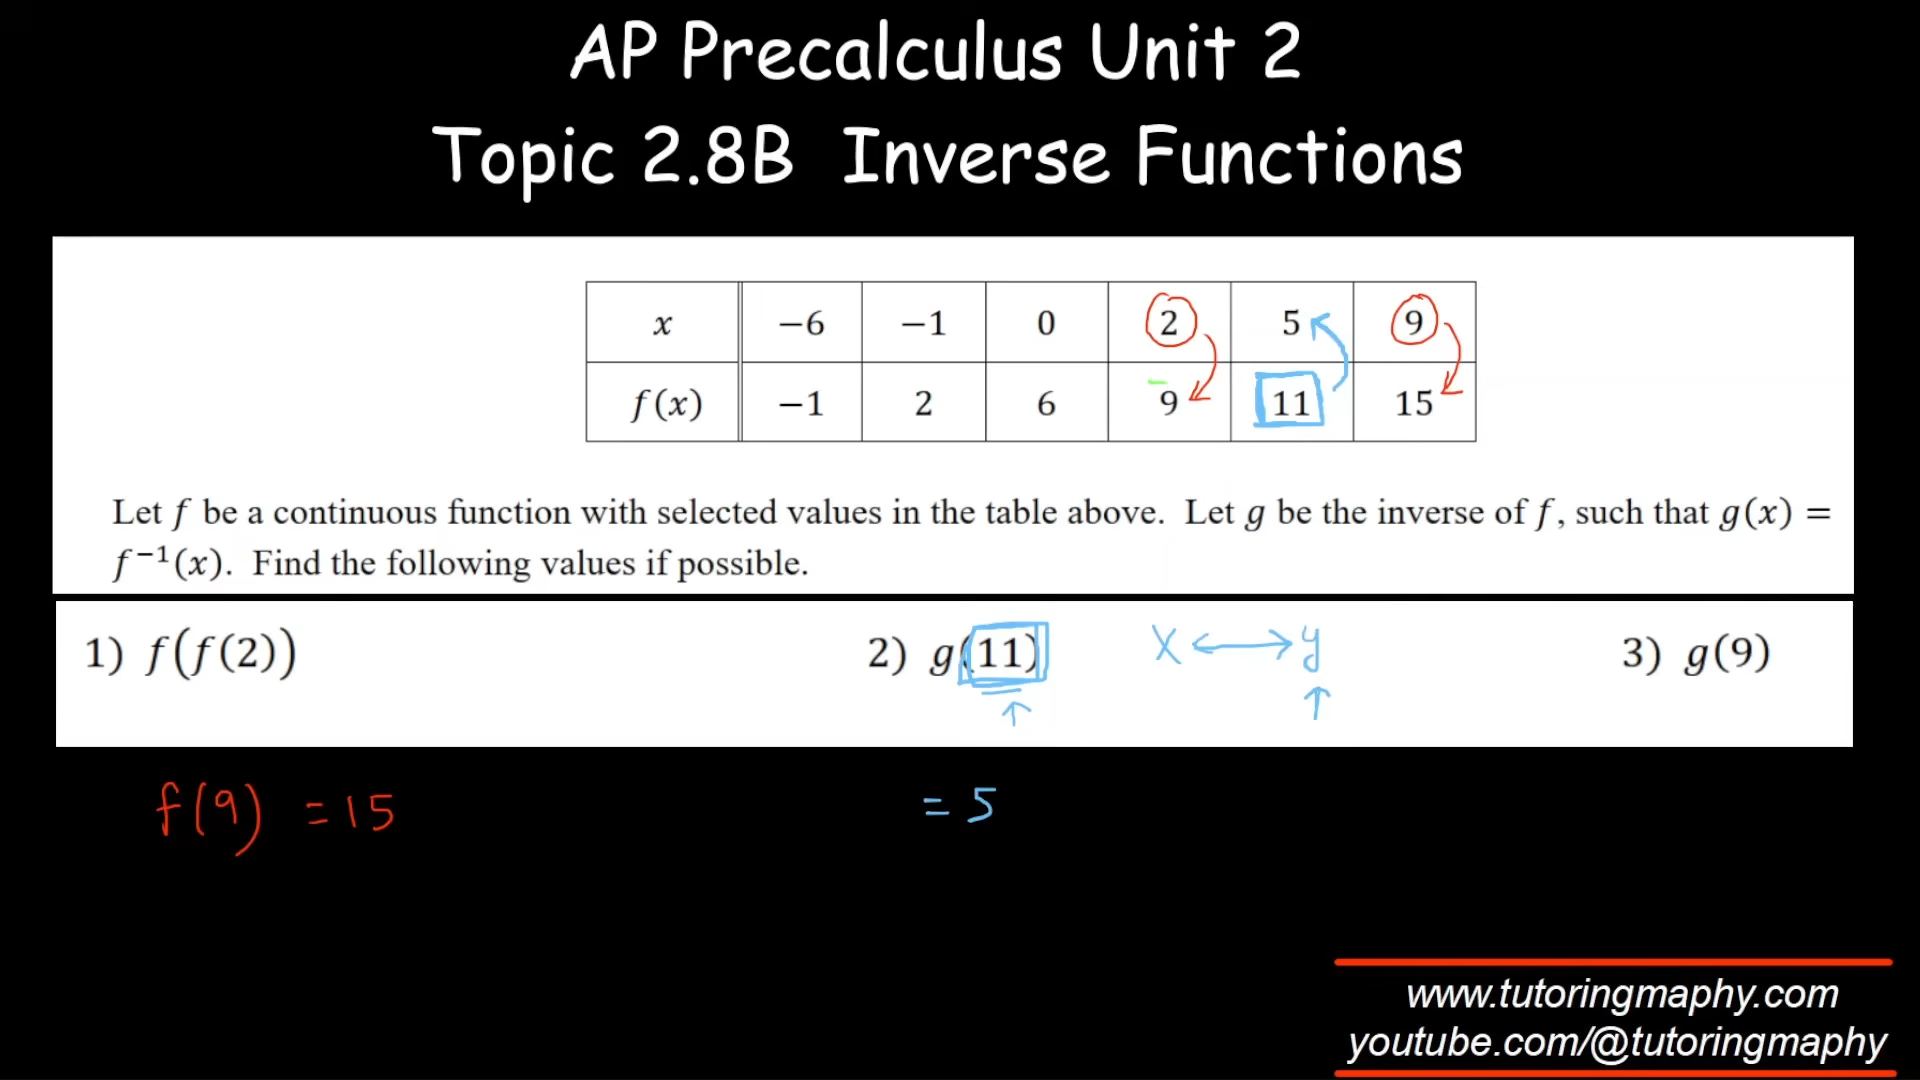 AP Precalculus Unit 2
Topic 2.8B Inverse Functions
x −6 −1 0 2 5 9
f(x) −1 2 6 9 11 15
Let f be a continuous function with selected values in the table above. Let g be the inverse of f, such that g(x) =
f⁻¹(x). Find the following values if possible.
1) f(f(2)) 2) g(11) x ⟷ y 3) g(9)
f(9) = 15 = 5
www.tutoringmaphy.com
youtube.com/@tutoringmaphy